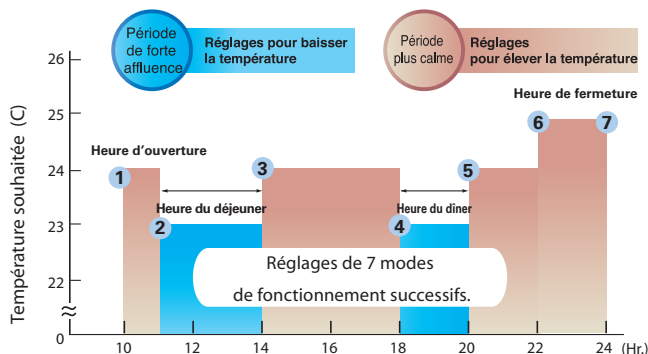 Période
de forte
affluence
Réglages pour baisser
la température
Période
plus calme
Réglages
pour élever la température
Température souhaitée (C)
26
25
24
23
22
0
Heure de fermeture
6
7
Heure d'ouverture
1
3
5
Heure du déjeuner
Heure du dîner
2
4
Réglages de 7 modes
de fonctionnement successifs.
10
12
14
16
18
20
22
24
(Hr.)